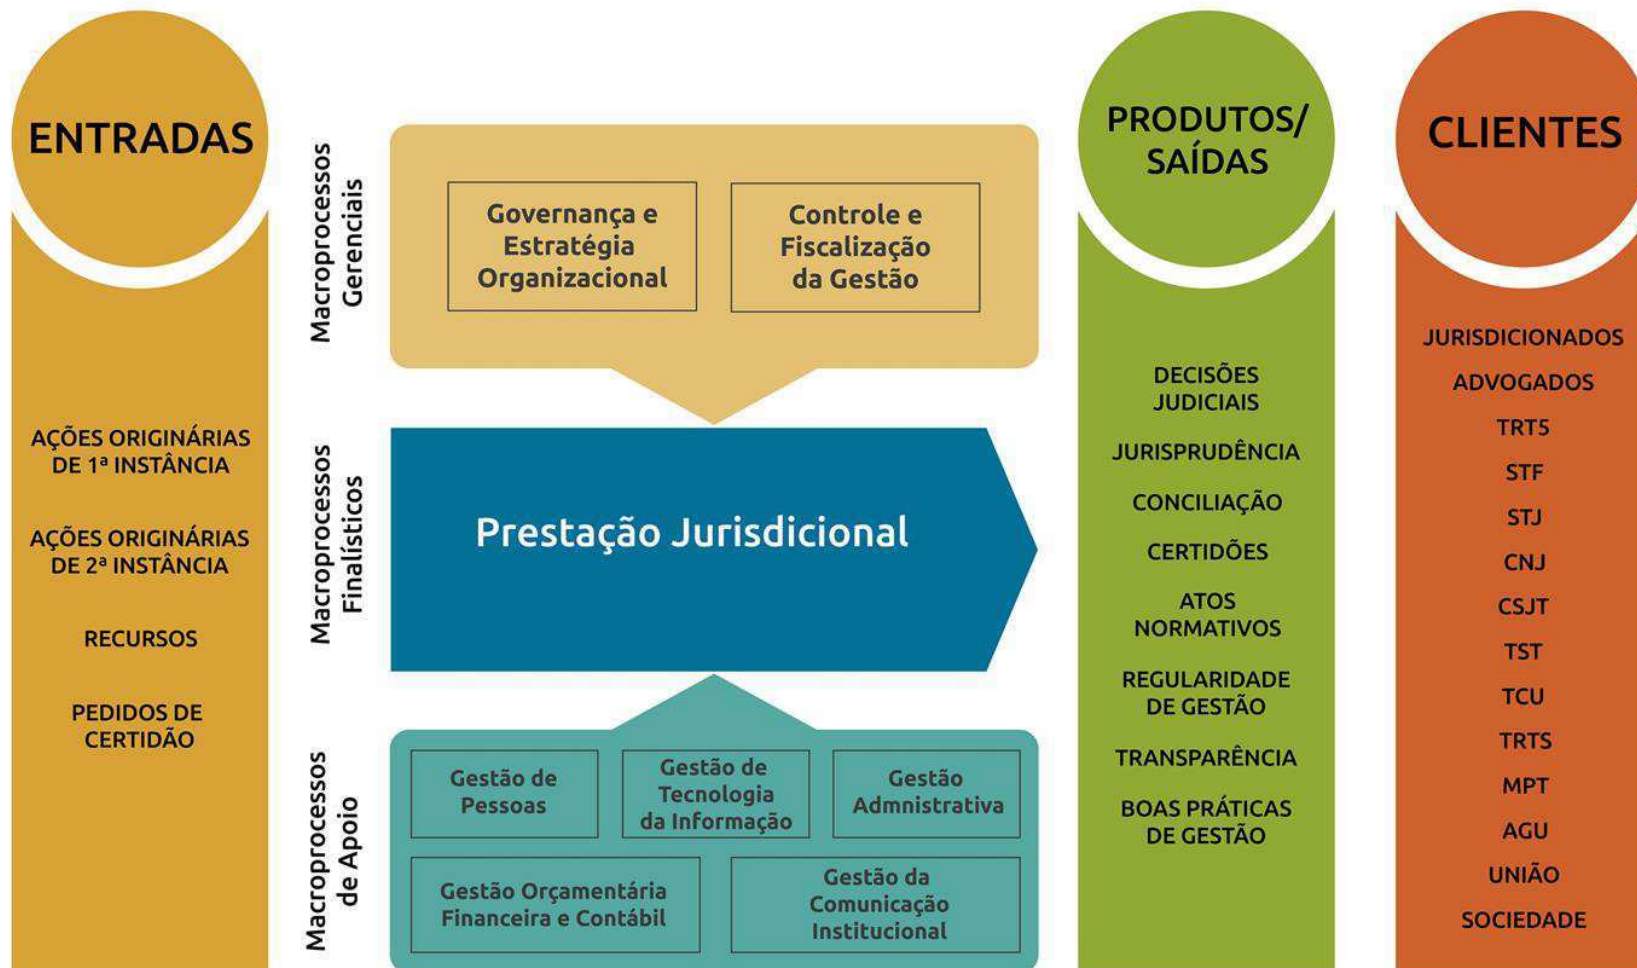 ENTRADAS
AÇÕES ORIGINÁRIAS
DE 1ª INSTÂNCIA
AÇÕES ORIGINÁRIAS
DE 2ª INSTÂNCIA
RECURSOS
PEDIDOS DE
CERTIDÃO
Macroprocessos
Gerenciais
Governança e
Estratégia
Organizacional
Controle e
Fiscalização
da Gestão
Macroprocessos
Finalísticos
Prestação Jurisdicional
Macroprocessos
de Apoio
Gestão de
Pessoas
Gestão de
Tecnologia
da Informação
Gestão
Admnistrativa
Gestão Orçamentária
Financeira e Contábil
Gestão da
Comunicação
Institucional
PRODUTOS/
SAÍDAS
DECISÕES
JUDICIAIS
JURISPRUDÊNCIA
CONCILIAÇÃO
CERTIDÕES
ATOS
NORMATIVOS
REGULARIDADE
DE GESTÃO
TRANSPARÊNCIA
BOAS PRÁTICAS
DE GESTÃO
CLIENTES
JURISDICIONADOS
ADVOGADOS
TRT5
STF
STJ
CNJ
CSJT
TST
TCU
TRTS
MPT
AGU
UNIÃO
SOCIEDADE